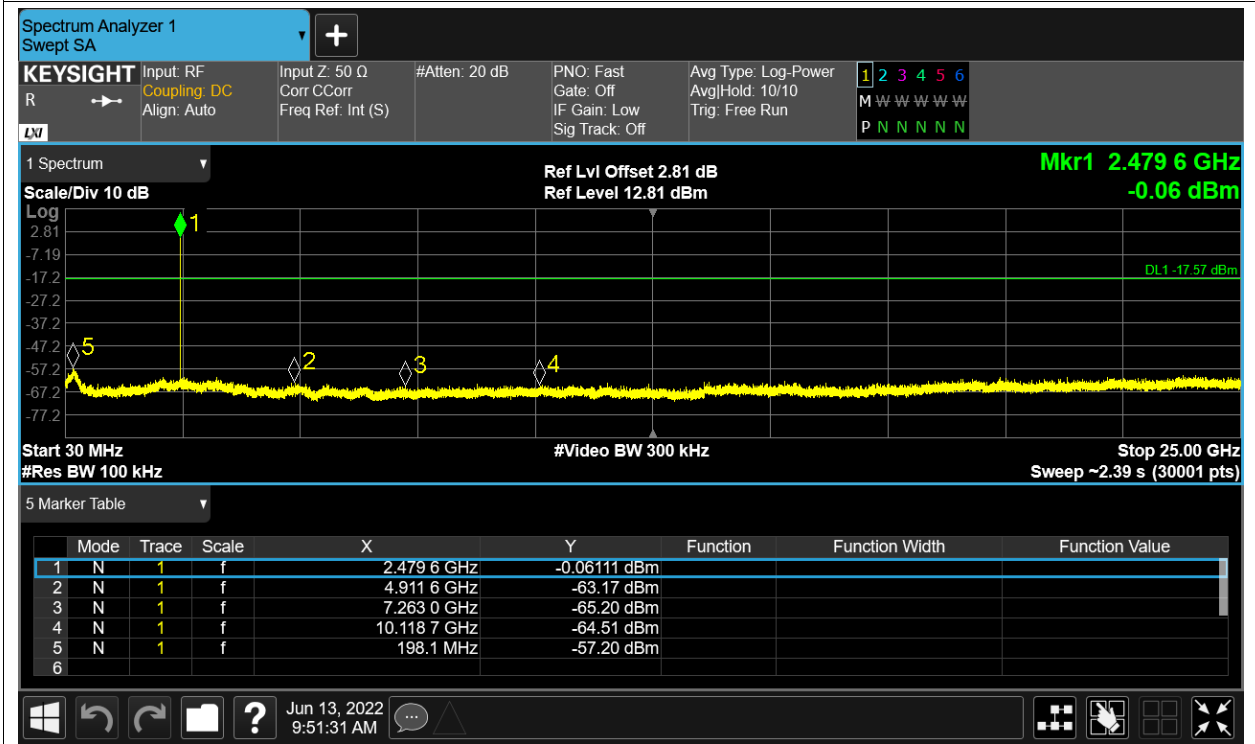 Spectrum Analyzer 1
Swept SA
KEYSIGHT
R
LXI
Input: RF
Coupling: DC
Align: Auto
Input Z: 50 Ω
Corr CCorr
Freq Ref: Int (S)
#Atten: 20 dB
PNO: Fast
Gate: Off
IF Gain: Low
Sig Track: Off
Avg Type: Log-Power
Avg|Hold: 10/10
Trig: Free Run
1 2 3 4 5 6
M W W W W W
P N N N N N
1 Spectrum
Scale/Div 10 dB
Ref Lvl Offset 2.81 dB
Ref Level 12.81 dBm
Mkr1 2.479 6 GHz
-0.06 dBm
Log
2.81
-7.19
-17.2
-27.2
-37.2
-47.2
-57.2
-67.2
-77.2
1
DL1 -17.57 dBm
5
2
3
4
Start 30 MHz
#Video BW 300 kHz
Stop 25.00 GHz
#Res BW 100 kHz
Sweep ~2.39 s (30001 pts)
5 Marker Table
Mode Trace Scale X Y Function Function Width Function Value
1 N 1 f 2.479 6 GHz -0.06111 dBm
2 N 1 f 4.911 6 GHz -63.17 dBm
3 N 1 f 7.263 0 GHz -65.20 dBm
4 N 1 f 10.118 7 GHz -64.51 dBm
5 N 1 f 198.1 MHz -57.20 dBm
6
?
Jun 13, 2022
9:51:31 AM